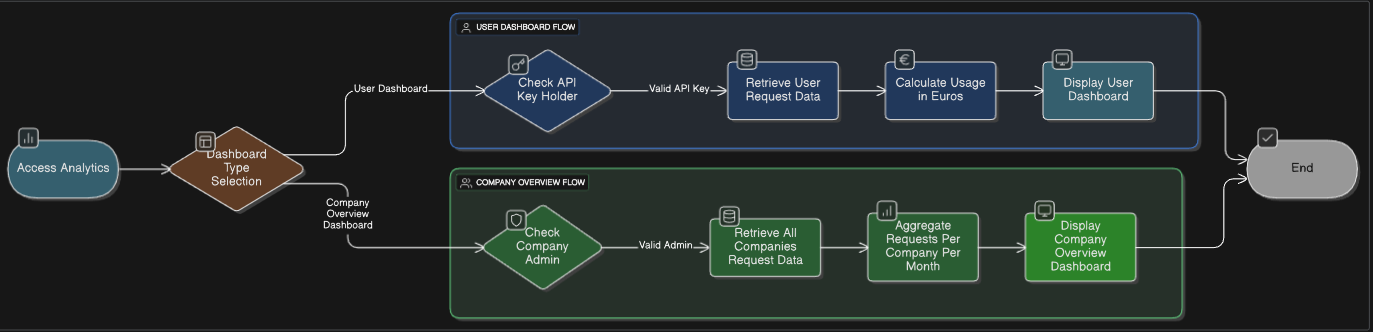 USER DASHBOARD FLOW
Access Analytics
Dashboard
Type
Selection
User Dashboard
Check API
Key Holder
Valid API Key
Retrieve User
Request Data
Calculate Usage
in Euros
Display User
Dashboard
Company
Overview
Dashboard
COMPANY OVERVIEW FLOW
Check
Company
Admin
Valid Admin
Retrieve All
Companies
Request Data
Aggregate
Requests Per
Company Per
Month
Display
Company
Overview
Dashboard
End